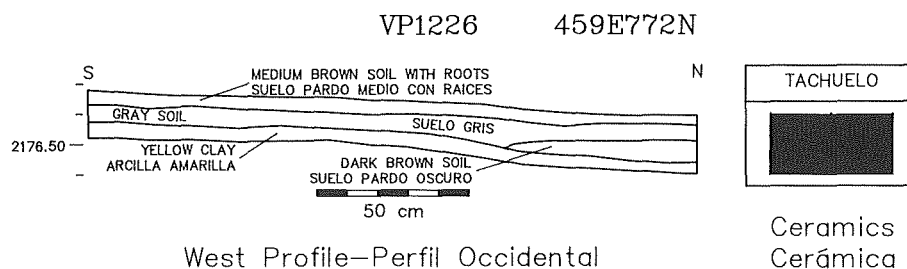 VP1226 459E772N
S
N
MEDIUM BROWN SOIL WITH ROOTS
SUELO PARDO MEDIO CON RAICES
GRAY SOIL
SUELO GRIS
2176.50
YELLOW CLAY
ARCILLA AMARILLA
DARK BROWN SOIL
SUELO PARDO OSCURO
50 cm
West Profile–Perfil Occidental
TACHUELO
Ceramics
Cerámica